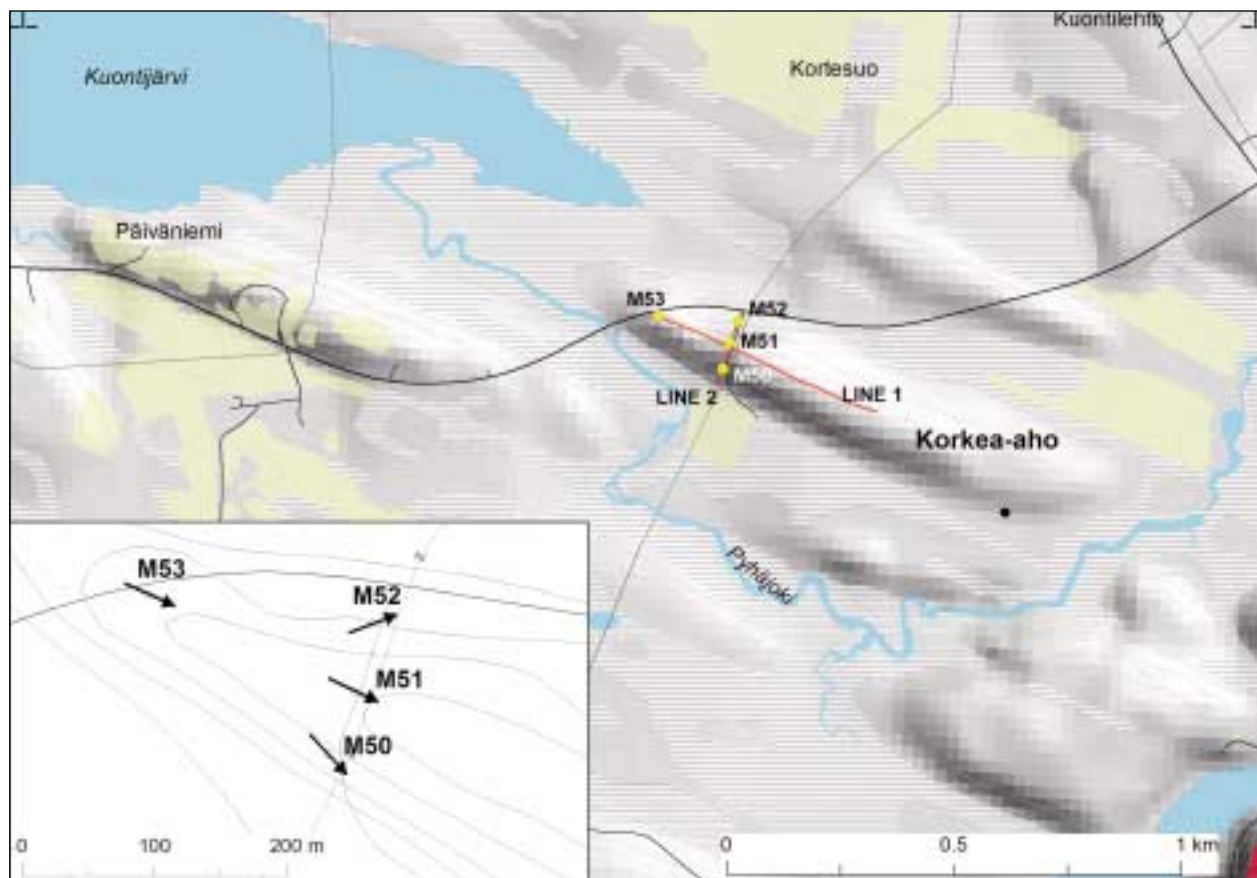 Kuontilehto
Kuontijärvi
Kortesuo
Päiväniemi
M53
M52
M51
M50
LINE 2
LINE 1
Korkea-aho
Pyhäjoki
M53
M52
M51
M50
0 100 200 m
0 0.5 1 km